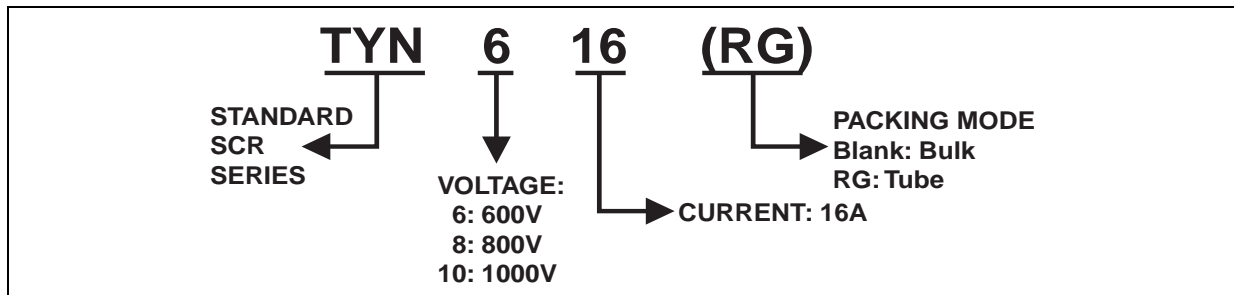 TYN 6 16 (RG)
STANDARD
SCR
SERIES
VOLTAGE:
6: 600V
8: 800V
10: 1000V
CURRENT: 16A
PACKING MODE
Blank: Bulk
RG: Tube